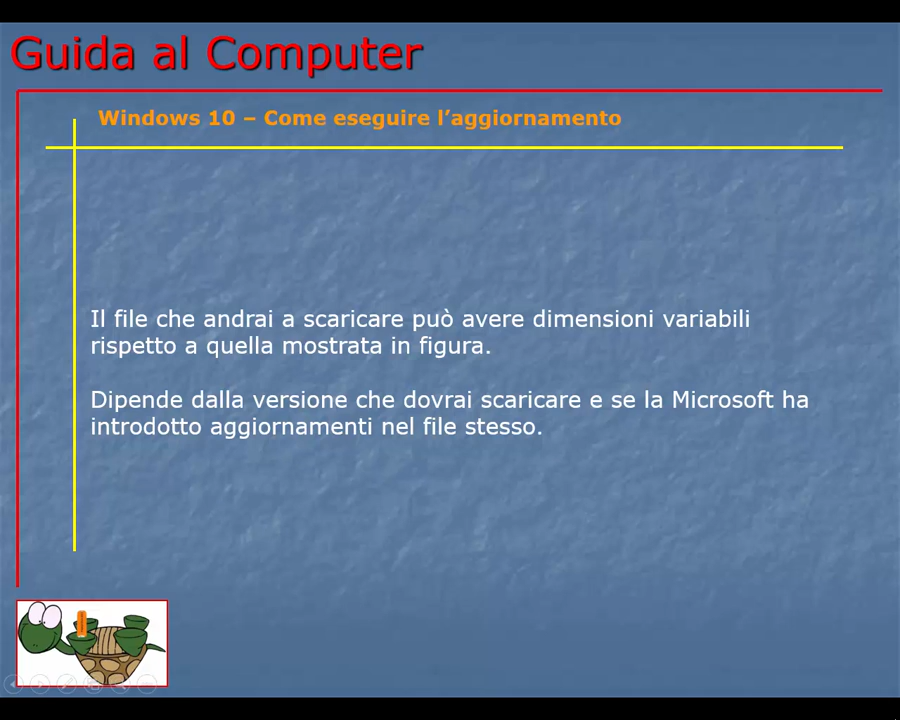 Guida al Computer
Windows 10 – Come eseguire l’aggiornamento
Il file che andrai a scaricare può avere dimensioni variabili
rispetto a quella mostrata in figura.
Dipende dalla versione che dovrai scaricare e se la Microsoft ha
introdotto aggiornamenti nel file stesso.